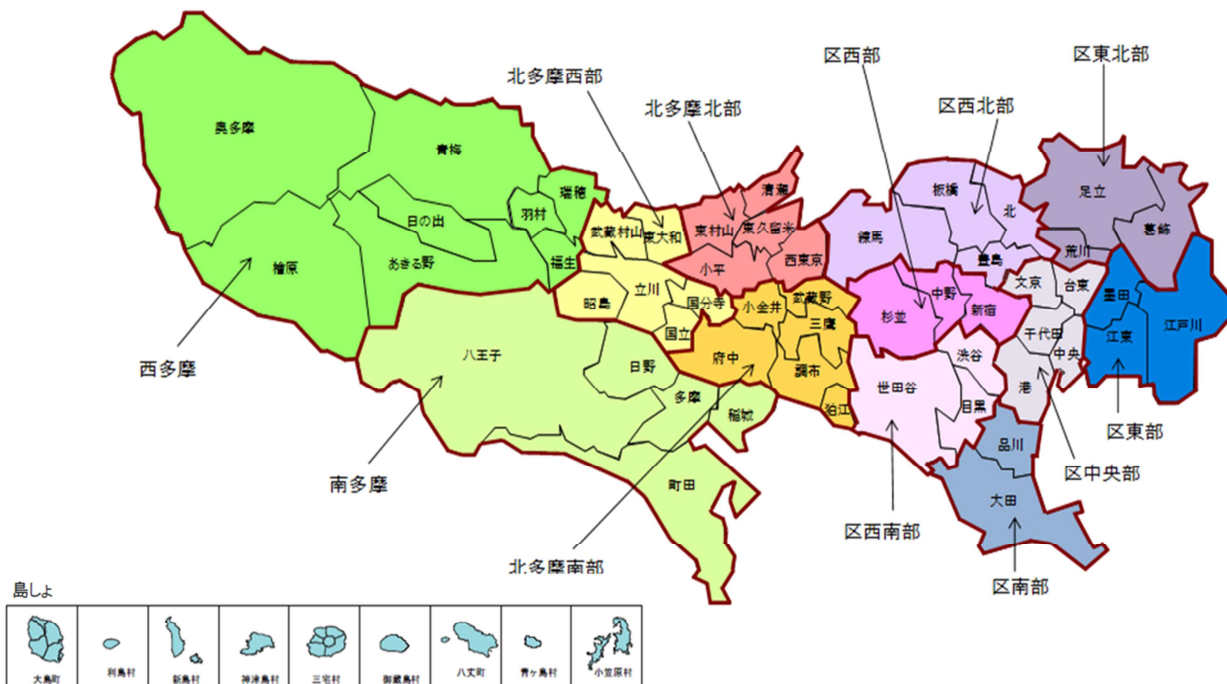 区東北部
区西部
北多摩西部
区西北部
北多摩北部
奥多摩
青梅
瑞穂
羽村
日の出
福生
あきる野
檜原
西多摩
武蔵村山
東大和
昭島
立川
国分寺
国立
清瀬
東村山
東久留米
小平
西東京
小金井
武蔵野
三鷹
府中
調布
狛江
八王子
日野
多摩
稲城
町田
南多摩
北多摩南部
板橋
北
練馬
豊島
中野
杉並
新宿
渋谷
世田谷
目黒
区西南部
足立
葛飾
荒川
文京
台東
千代田
中央
港
区中央部
墨田
江東
江戸川
区東部
品川
大田
区南部
島しょ
大島町
利島村
新島村
神津島村
三宅村
御蔵島村
八丈町
青ヶ島村
小笠原村